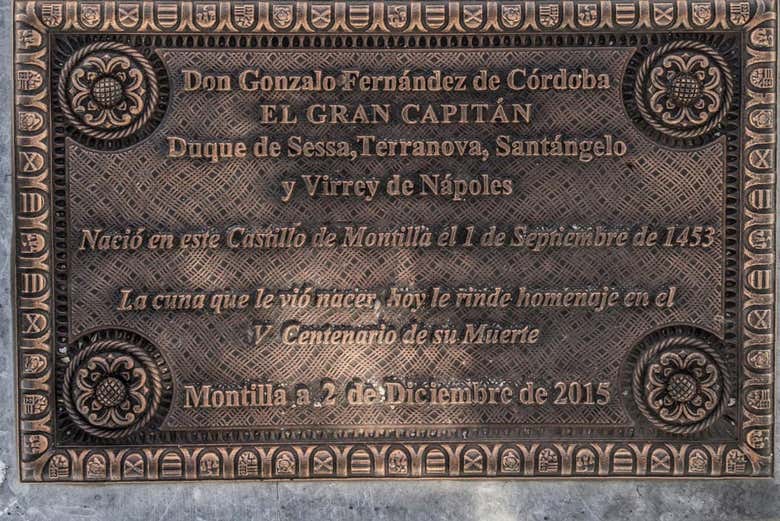 Don Gonzalo Fernández de Córdoba
EL GRAN CAPITÁN
Duque de Sessa,Terranova, Santángelo
y Virrey de Nápoles
Nació en este Castillo de Montilla el 1 de Septiembre de 1453
La cuna que le vió nacer, hoy le rinde homenaje en el
V Centenario de su Muerte
Montilla a 2 de Diciembre de 2015